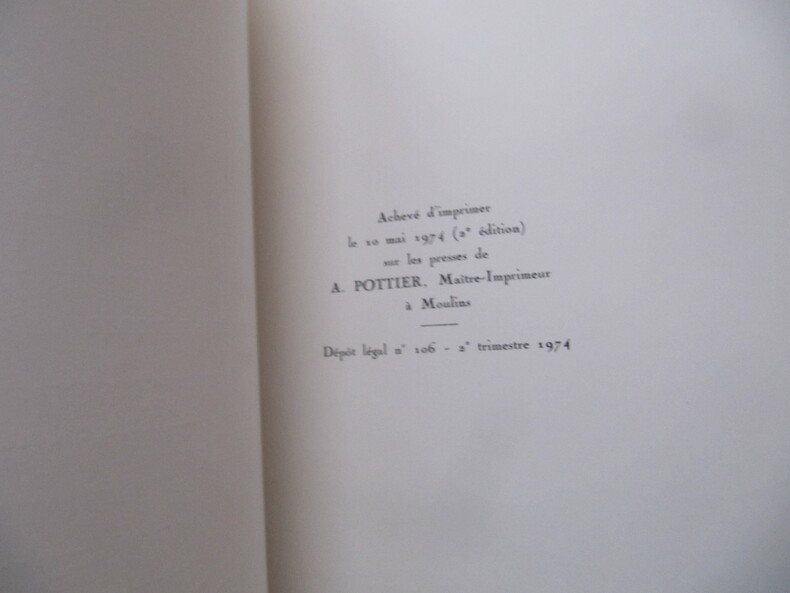 Achevé d'imprimer
le 10 mai 1974 (2e édition)
sur les presses de
A. POTTIER, Maître-Imprimeur
à Moulins
Dépôt légal n° 106 - 2e trimestre 1974